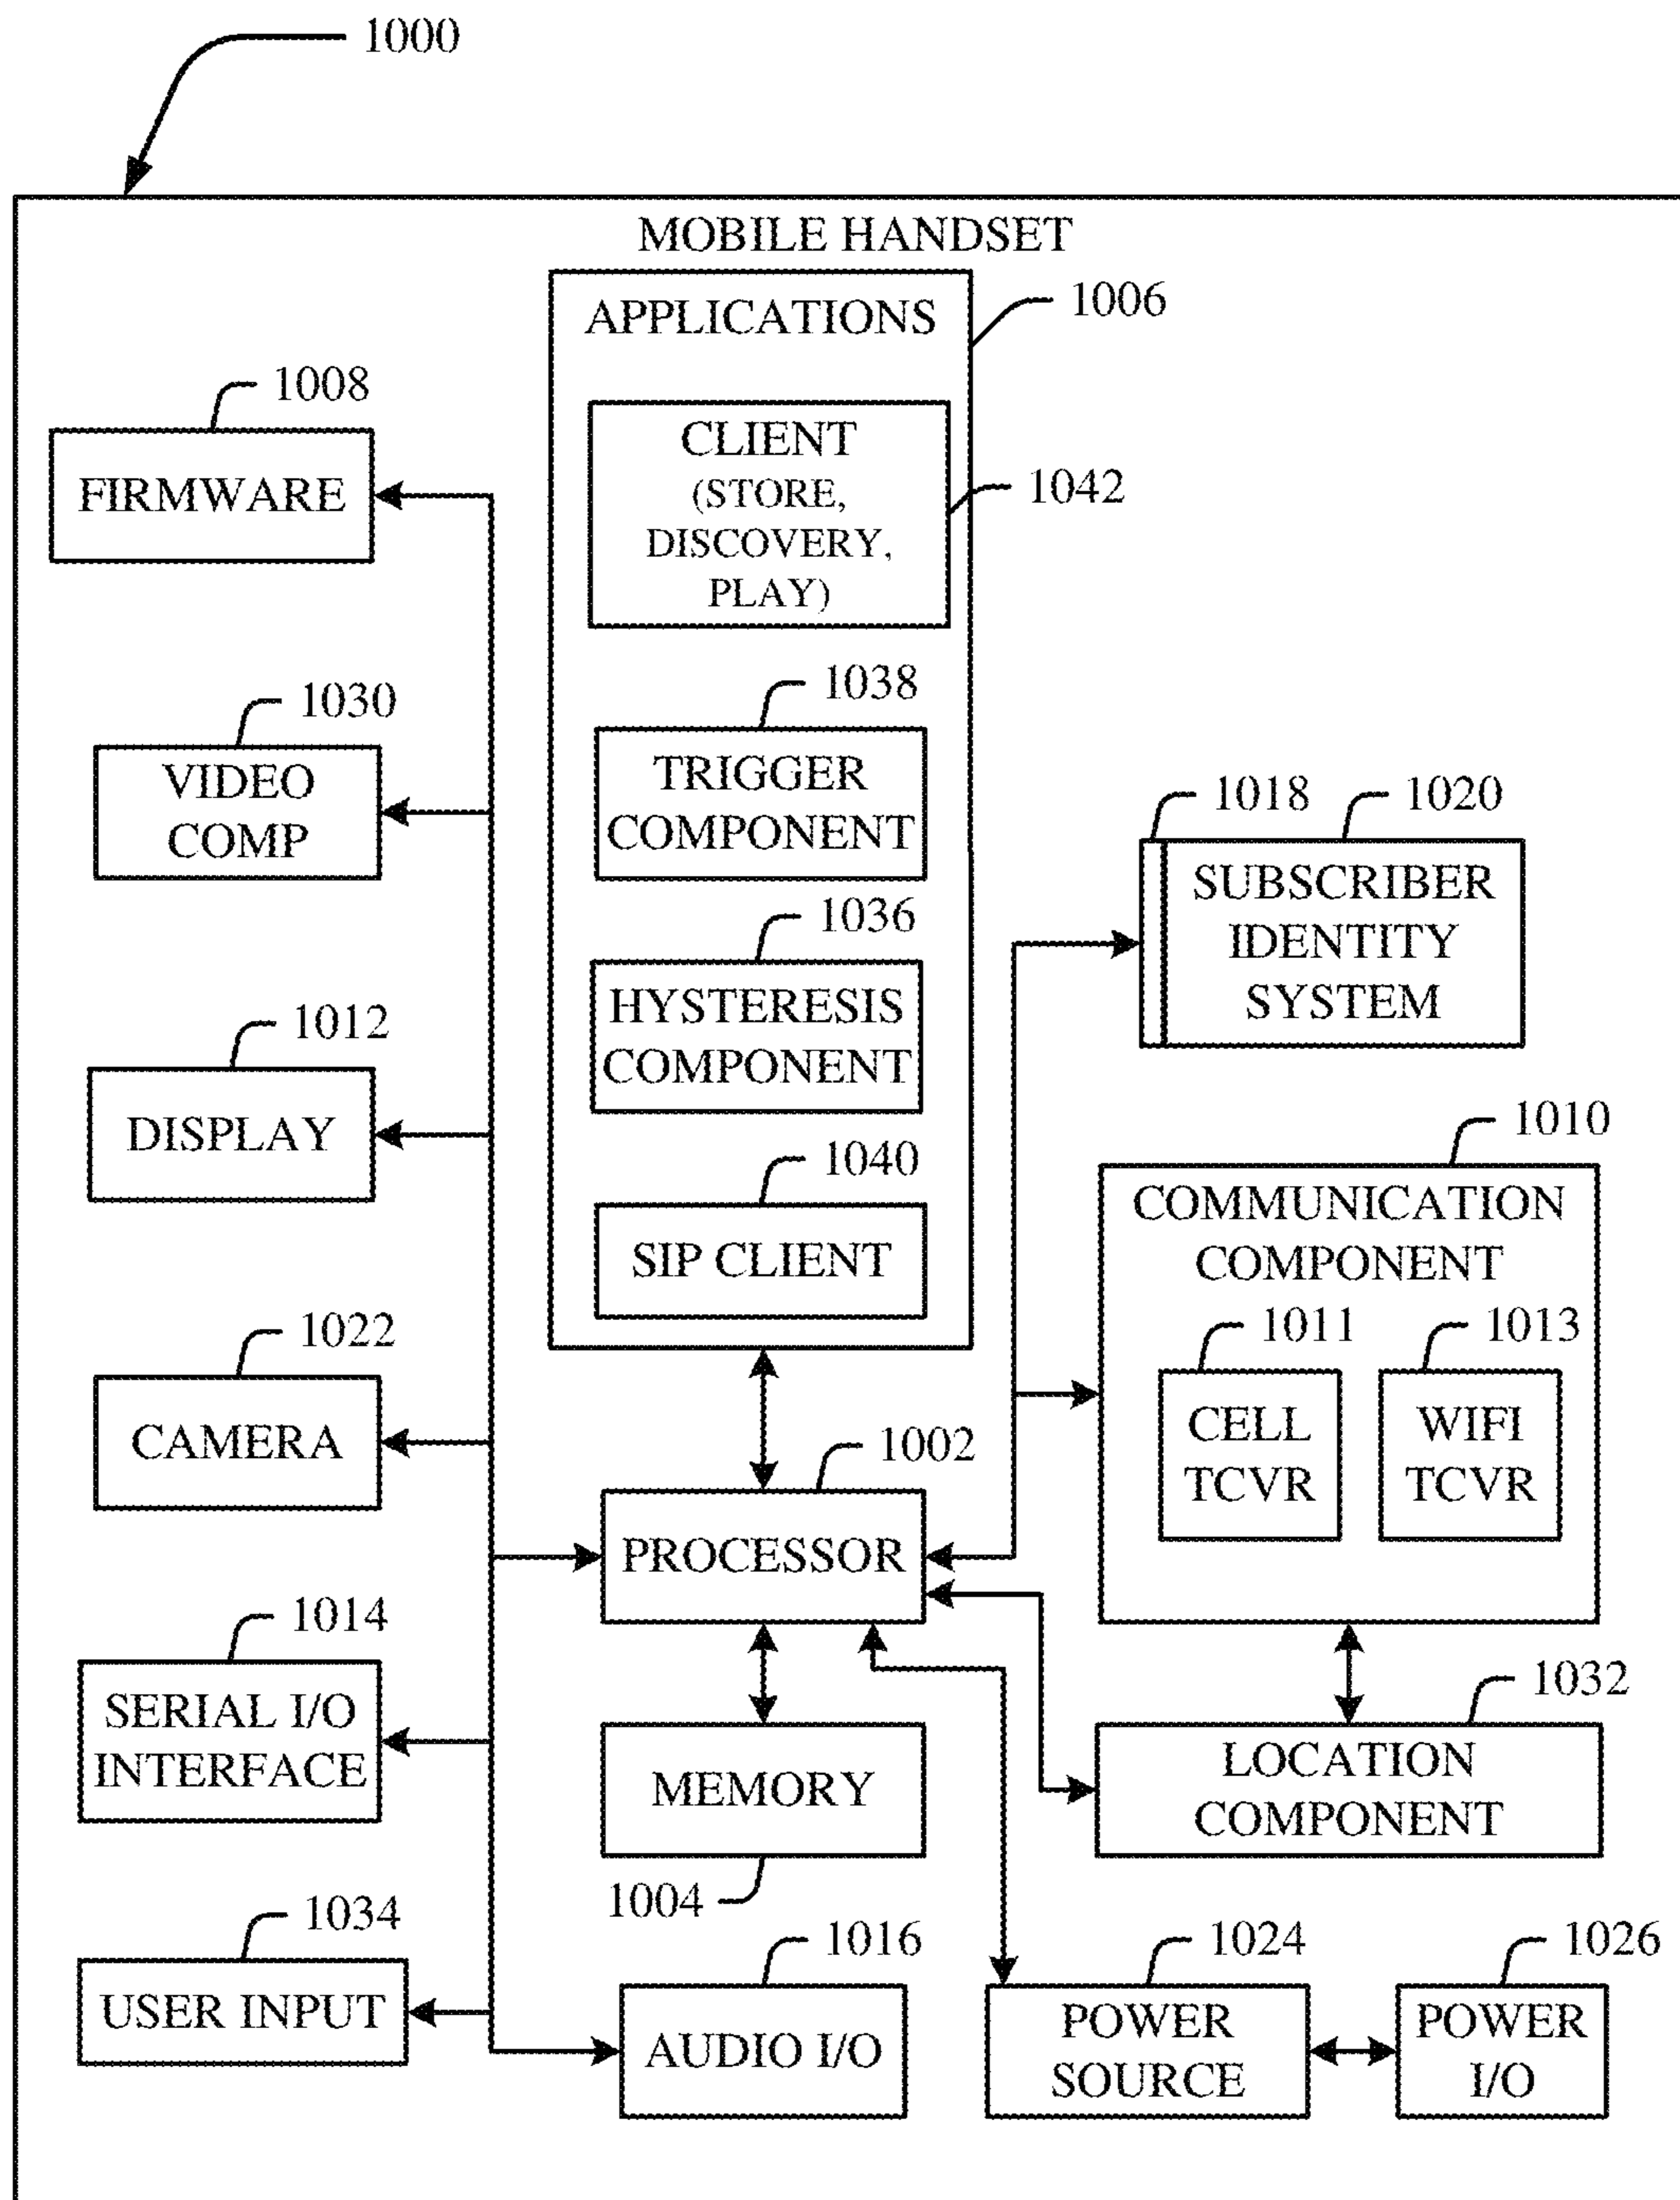 1000
MOBILE HANDSET
APPLICATIONS
1006
CLIENT
(STORE,
DISCOVERY,
PLAY)
1042
1008
FIRMWARE
1030
VIDEO
COMP
1038
TRIGGER
COMPONENT
1018
1020
SUBSCRIBER
IDENTITY
SYSTEM
1036
HYSTERESIS
COMPONENT
1012
DISPLAY
1040
SIP CLIENT
1010
COMMUNICATION
COMPONENT
1011
CELL
TCVR
1013
WIFI
TCVR
1022
CAMERA
1002
PROCESSOR
1014
SERIAL I/O
INTERFACE
MEMORY
1004
1032
LOCATION
COMPONENT
1034
USER INPUT
1016
AUDIO I/O
1024
POWER
SOURCE
1026
POWER
I/O